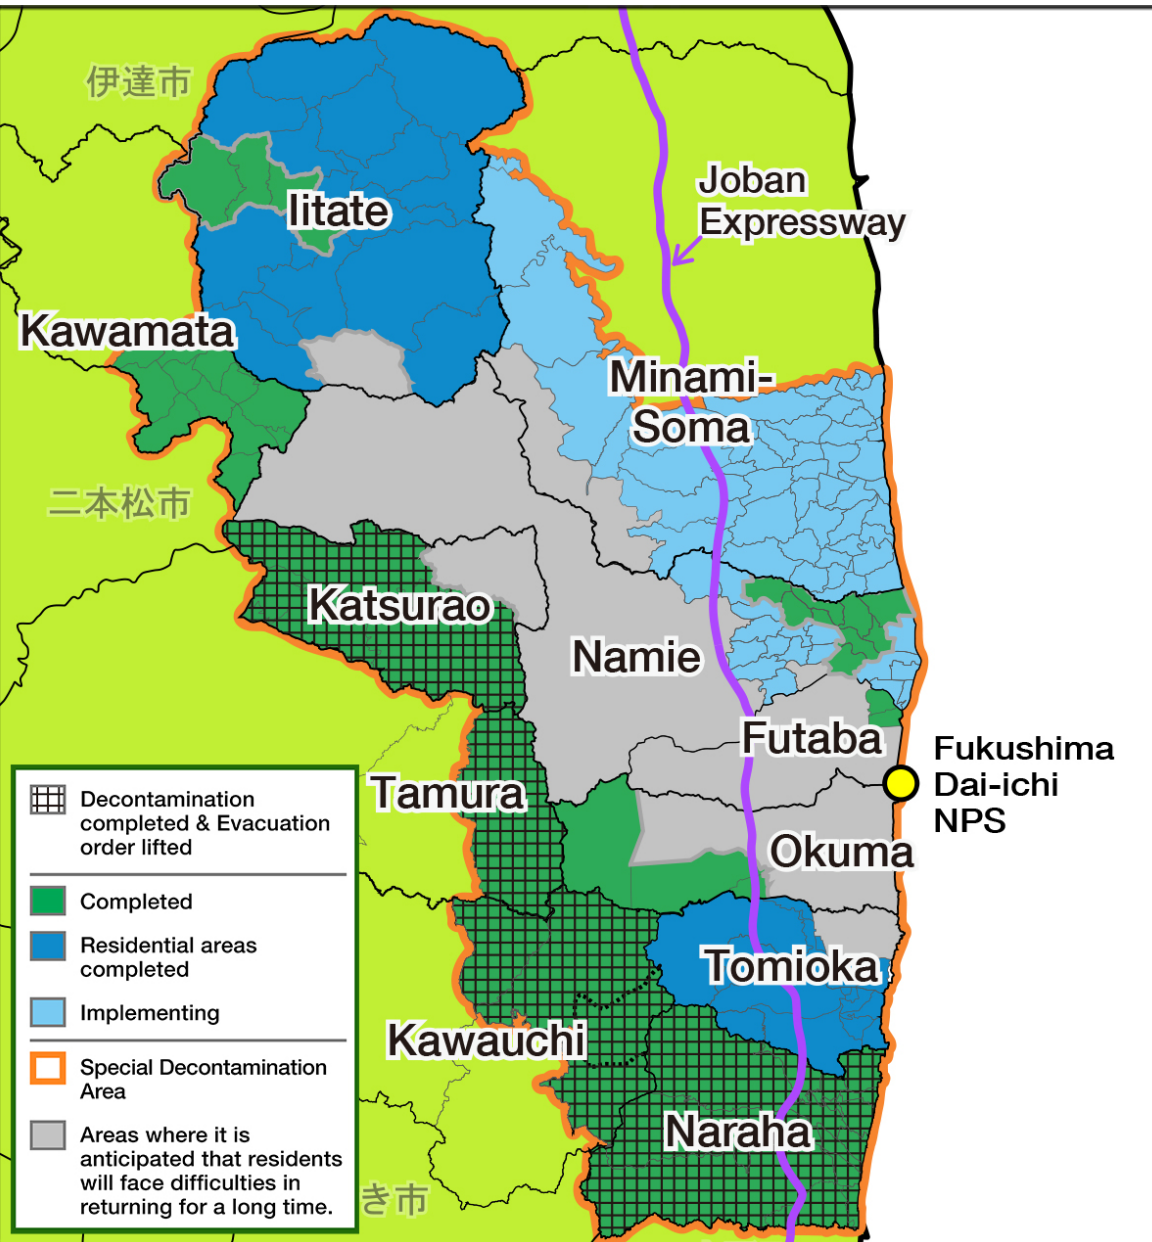 伊達市
Joban
Expressway
Iitate
Kawamata
Minami-
Soma
二本松市
Katsurao
Namie
Futaba
Fukushima
Dai-ichi
NPS
Tamura
Okuma
Tomioka
Kawauchi
Naraha
き市
Decontamination
completed & Evacuation
order lifted
Completed
Residential areas
completed
Implementing
Special Decontamination
Area
Areas where it is
anticipated that residents
will face difficulties in
returning for a long time.